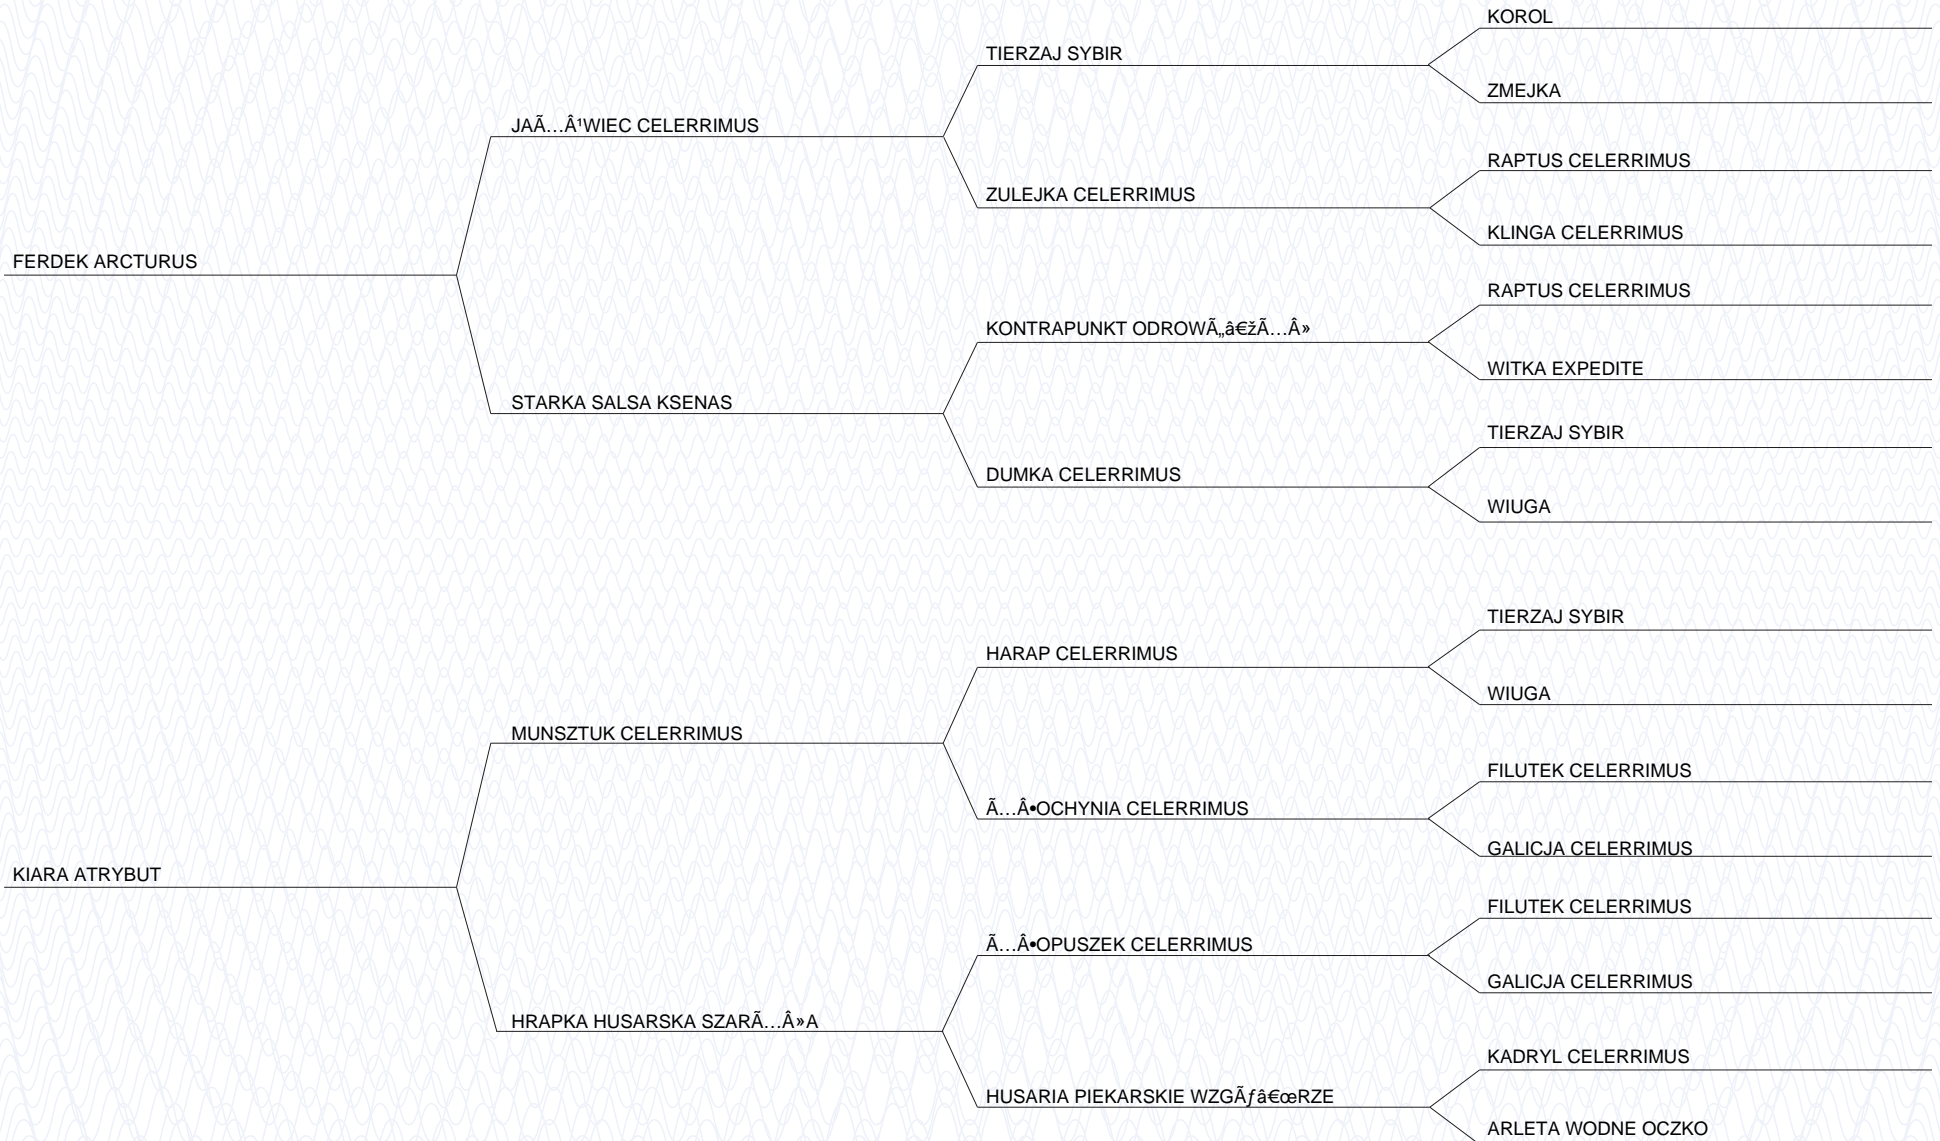 KOROL
TIERZAJ SYBIR
ZMEJKA
JAÃ…Â¹WIEC CELERRIMUS
RAPTUS CELERRIMUS
ZULEJKA CELERRIMUS
KLINGA CELERRIMUS
FERDEK ARCTURUS
RAPTUS CELERRIMUS
KONTRAPUNKT ODROWÃ„â€žÃ…Â»
WITKA EXPEDITE
STARKA SALSA KSENAS
TIERZAJ SYBIR
DUMKA CELERRIMUS
WIUGA
TIERZAJ SYBIR
HARAP CELERRIMUS
WIUGA
MUNSZTUK CELERRIMUS
FILUTEK CELERRIMUS
Ã…Â•OCHYNIA CELERRIMUS
GALICJA CELERRIMUS
KIARA ATRYBUT
FILUTEK CELERRIMUS
Ã…Â•OPUSZEK CELERRIMUS
GALICJA CELERRIMUS
HRAPKA HUSARSKA SZARÃ…Â»A
KADRYL CELERRIMUS
HUSARIA PIEKARSKIE WZGÃƒâ€œRZE
ARLETA WODNE OCZKO